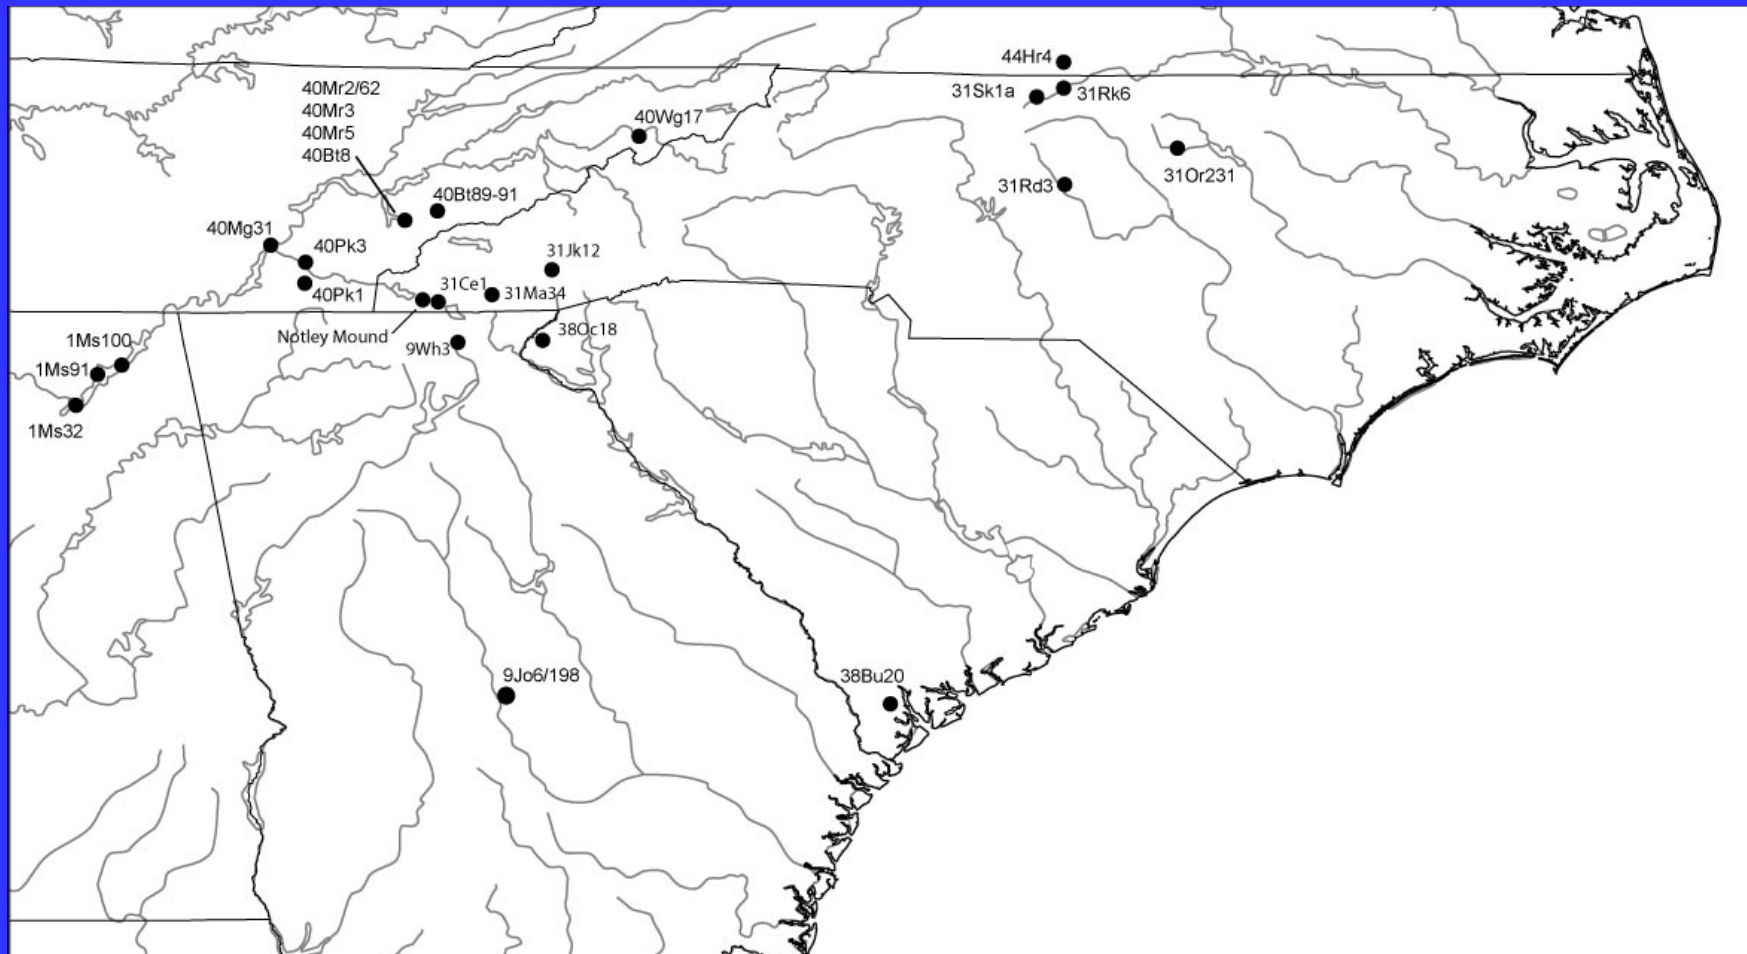 44Hr4
40Mr2/62
40Mr3
40Mr5
40Bt8
31Sk1a
31Rk6
40Wg17
31Or231
31Rd3
40Bt89-91
40Mg31
40Pk3
31Jk12
40Pk1
31Ce1
31Ma34
Notley Mound
38Oc18
1Ms100
9Wh3
1Ms91
1Ms32
9Jo6/198
38Bu20